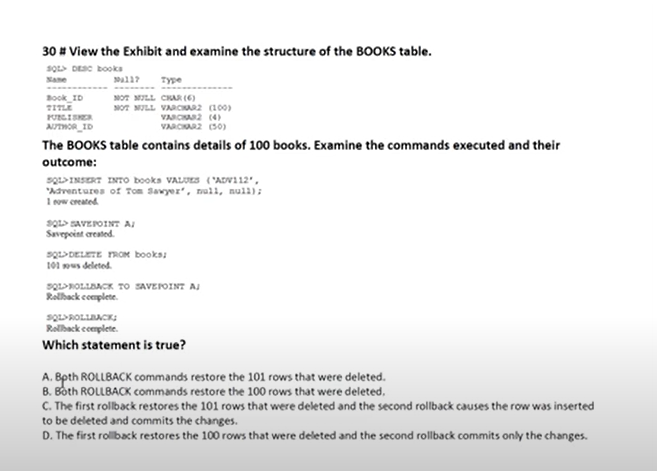 30 # View the Exhibit and examine the structure of the BOOKS table.
SQL> DESC books
Name Null? Type
Book_ID NOT NULL CHAR(6)
TITLE NOT NULL VARCHAR2 (100)
PUBLISHER VARCHAR2 (4)
AUTHOR_ID VARCHAR2 (50)
The BOOKS table contains details of 100 books. Examine the commands executed and their
outcome:
SQL>INSERT INTO books VALUES ('ADV112',
'Adventures of Tom Sawyer', null, null);
1 row created.
SQL> SAVEPOINT A;
Savepoint created.
SQL>DELETE FROM books;
101 rows deleted.
SQL>ROLLBACK TO SAVEPOINT A;
Rollback complete.
SQL>ROLLBACK;
Rollback complete.
Which statement is true?
A. Both ROLLBACK commands restore the 101 rows that were deleted.
B. Both ROLLBACK commands restore the 100 rows that were deleted.
C. The first rollback restores the 101 rows that were deleted and the second rollback causes the row was inserted
to be deleted and commits the changes.
D. The first rollback restores the 100 rows that were deleted and the second rollback commits only the changes.